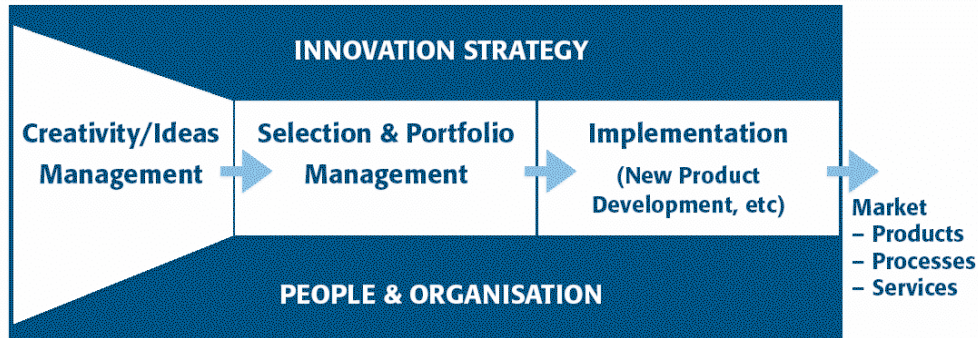 INNOVATION STRATEGY
Creativity/Ideas
Management
Selection & Portfolio
Management
Implementation
(New Product
Development, etc)
Market
– Products
– Processes
– Services
PEOPLE & ORGANISATION